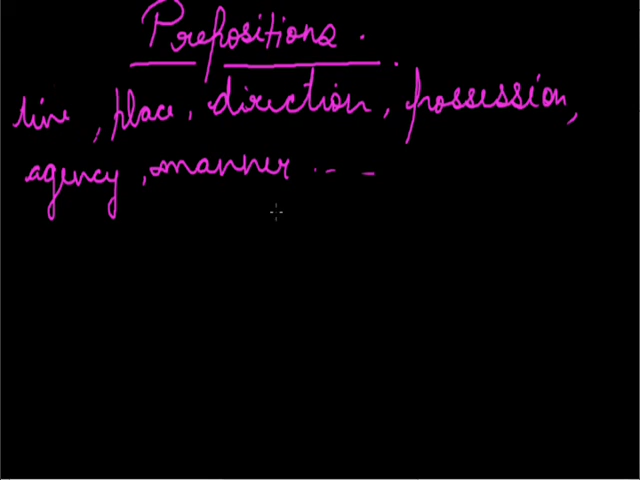 Prepositions.
time, place, direction, possession,
agency, manner ...